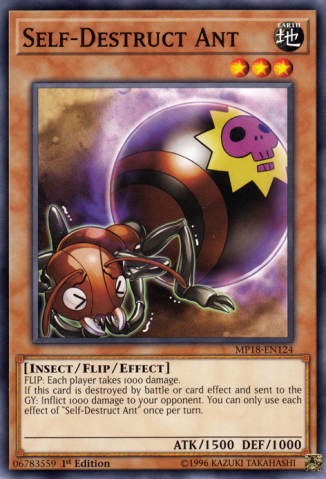 SELF-DESTRUCT ANT
EARTH
地
MP18-EN124
[INSECT/FLIP/EFFECT]
FLIP: Each player takes 1000 damage.
If this card is destroyed by battle or card effect and sent to the
GY: Inflict 1000 damage to your opponent. You can only use each
effect of "Self-Destruct Ant" once per turn.
ATK/1500 DEF/1000
06783559 1st Edition ©1996 KAZUKI TAKAHASHI